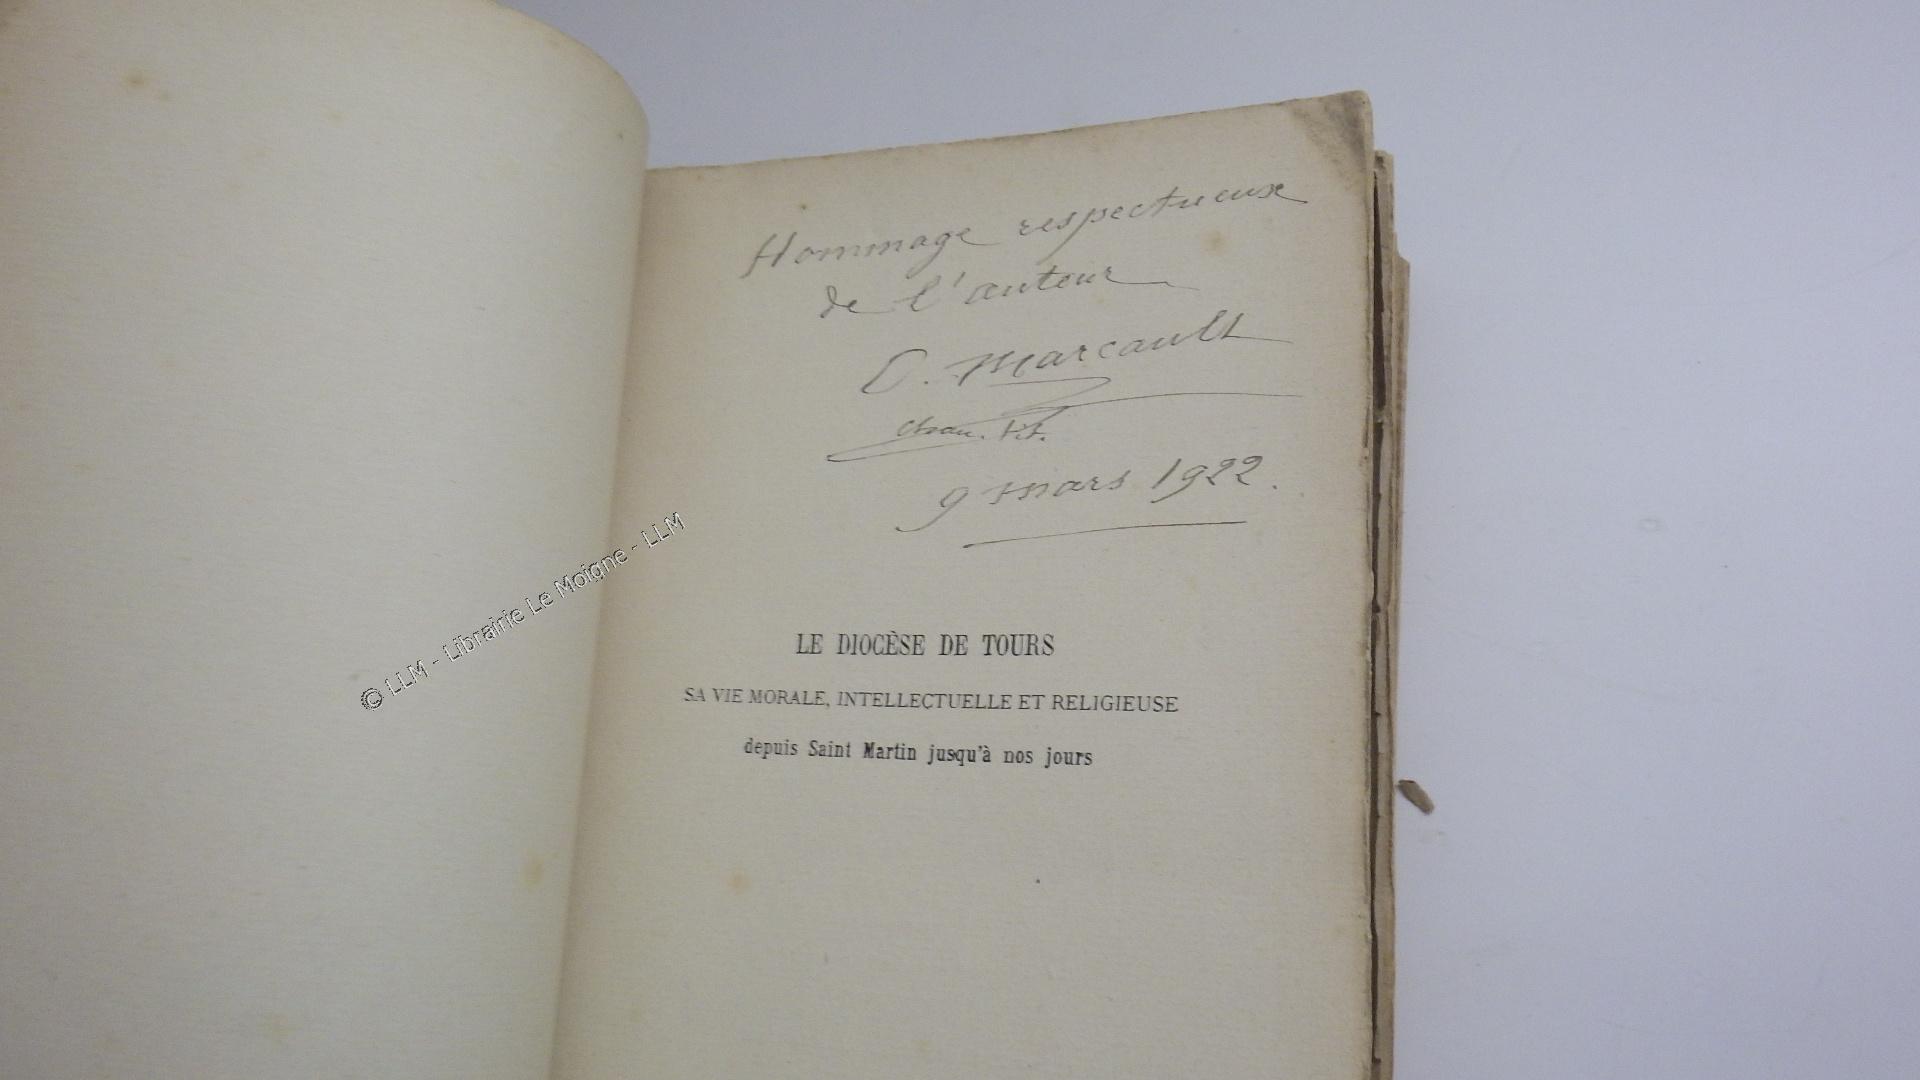 Hommage respectueux
de l'auteur
Marcault
9 mars 1922.
LE DIOCÈSE DE TOURS
SA VIE MORALE, INTELLECTUELLE ET RELIGIEUSE
depuis Saint Martin jusqu'à nos jours
© LLM - Librairie Le Moigne - LLM